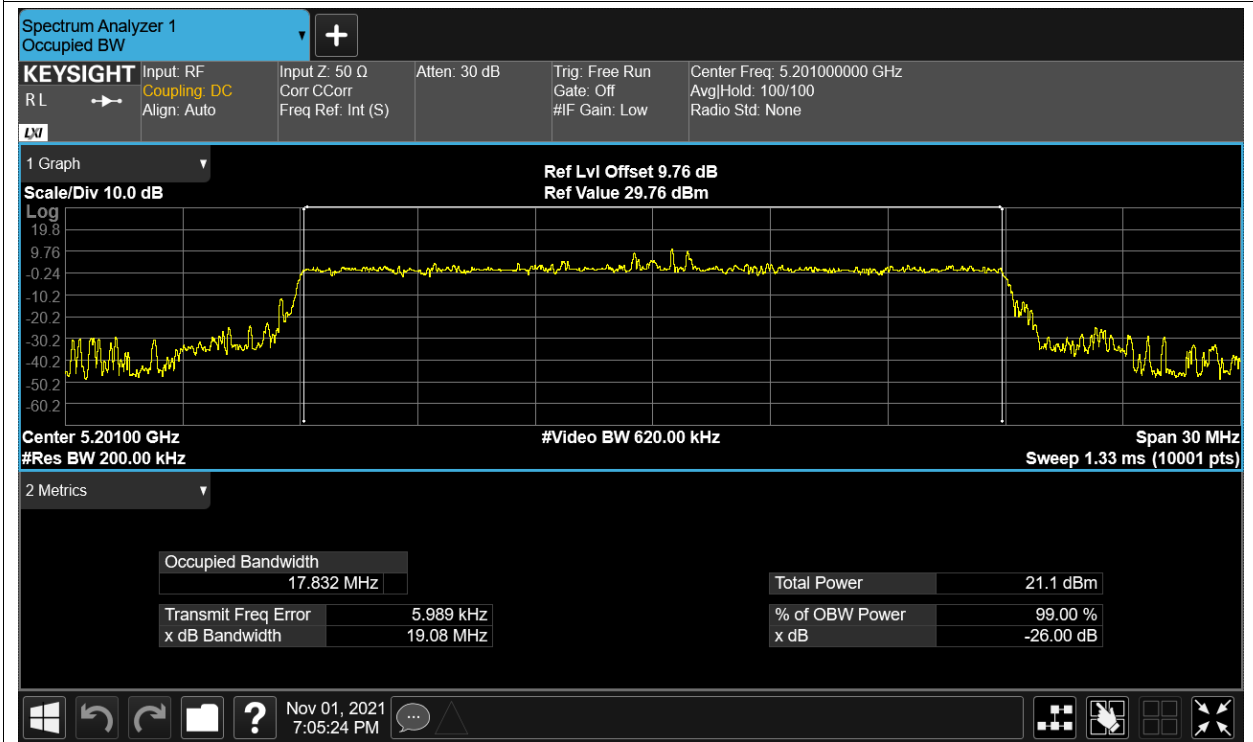 Spectrum Analyzer 1
Occupied BW
KEYSIGHT
R L
LXI
Input: RF
Coupling: DC
Align: Auto
Input Z: 50 Ω
Corr CCorr
Freq Ref: Int (S)
Atten: 30 dB
Trig: Free Run
Gate: Off
#IF Gain: Low
Center Freq: 5.201000000 GHz
Avg|Hold: 100/100
Radio Std: None
1 Graph
Scale/Div 10.0 dB
Ref Lvl Offset 9.76 dB
Ref Value 29.76 dBm
Log
19.8
9.76
-0.24
-10.2
-20.2
-30.2
-40.2
-50.2
-60.2
Center 5.20100 GHz
#Video BW 620.00 kHz
Span 30 MHz
#Res BW 200.00 kHz
Sweep 1.33 ms (10001 pts)
2 Metrics
Occupied Bandwidth
17.832 MHz
Total Power 21.1 dBm
Transmit Freq Error 5.989 kHz
% of OBW Power 99.00 %
x dB Bandwidth 19.08 MHz
x dB -26.00 dB
?
Nov 01, 2021
7:05:24 PM